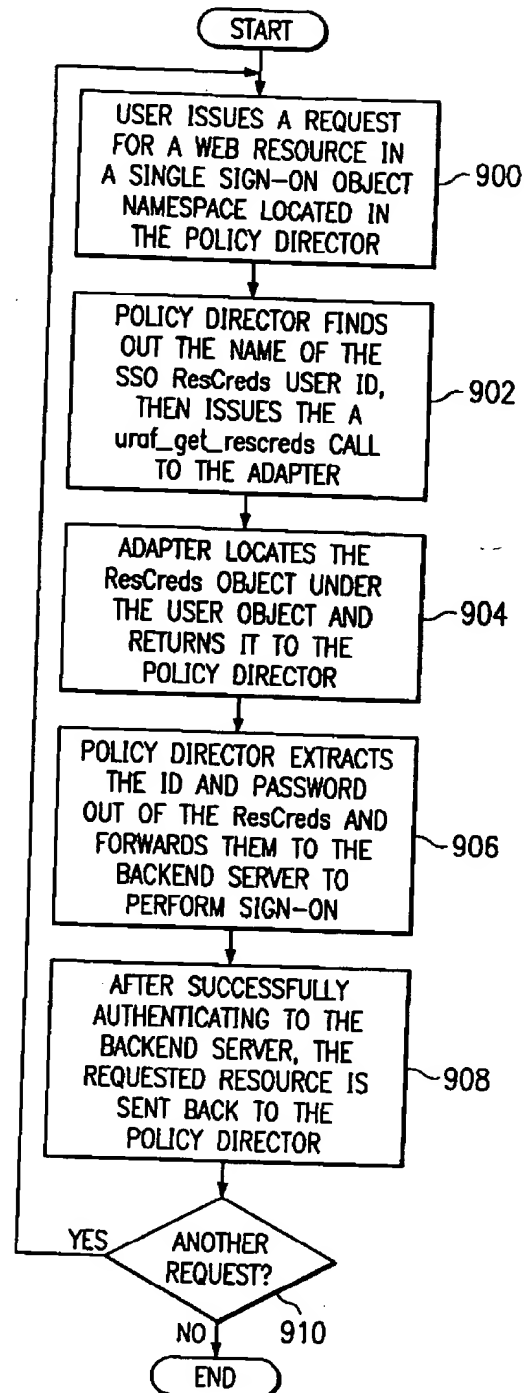 START
USER ISSUES A REQUEST
FOR A WEB RESOURCE IN
A SINGLE SIGN-ON OBJECT
NAMESPACE LOCATED IN
THE POLICY DIRECTOR
900
POLICY DIRECTOR FINDS
OUT THE NAME OF THE
SSO ResCreds USER ID,
THEN ISSUES THE A
uraf_get_rescreds CALL
TO THE ADAPTER
902
ADAPTER LOCATES THE
ResCreds OBJECT UNDER
THE USER OBJECT AND
RETURNS IT TO THE
POLICY DIRECTOR
904
POLICY DIRECTOR EXTRACTS
THE ID AND PASSWORD
OUT OF THE ResCreds AND
FORWARDS THEM TO THE
BACKEND SERVER TO
PERFORM SIGN-ON
906
AFTER SUCCESSFULLY
AUTHENTICATING TO THE
BACKEND SERVER, THE
REQUESTED RESOURCE IS
SENT BACK TO THE
POLICY DIRECTOR
908
YES
ANOTHER
REQUEST?
910
NO
END